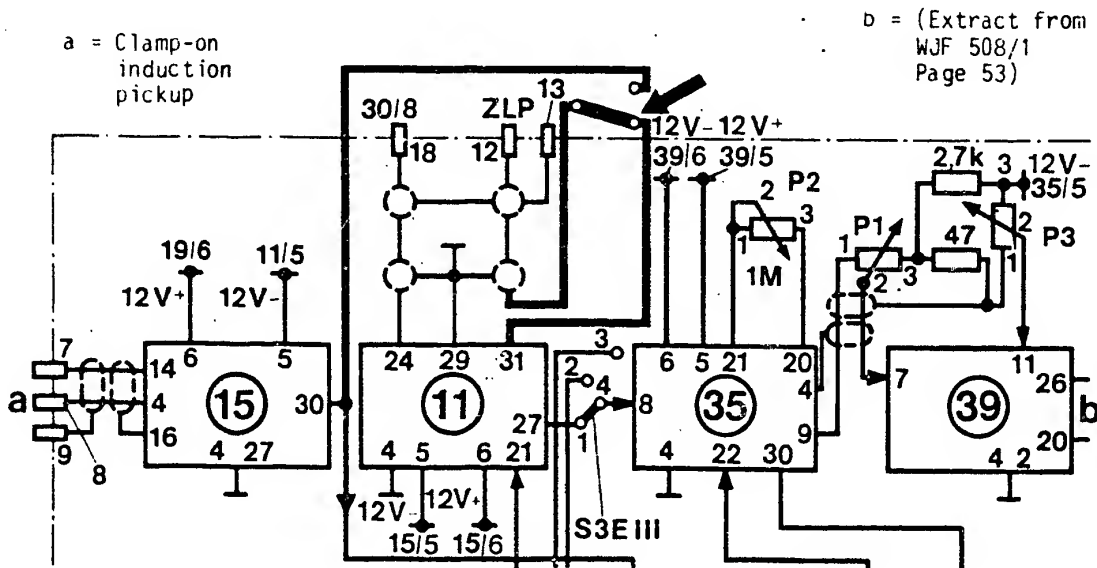 a = Clamp-on
induction
pickup
b = (Extract from
WJF 508/1
Page 53)
30/8
ZLP
13
18
12
12V-
12V+
39/6
39/5
2,7k
3
12V-
35/5
P2
2
3
1
1M
P1
1
2
3
47
2
1
P3
19/6
11/5
12V+
12V-
7
a
9
8
14
4
16
6
5
15
30
4
27
24
29
31
11
27
4
5
6
21
12V-
12V+
15/5
15/6
3
2
4
1
S3EIII
6
5
21
20
8
35
4
9
4
22
30
7
11
39
26
20
4
2
b